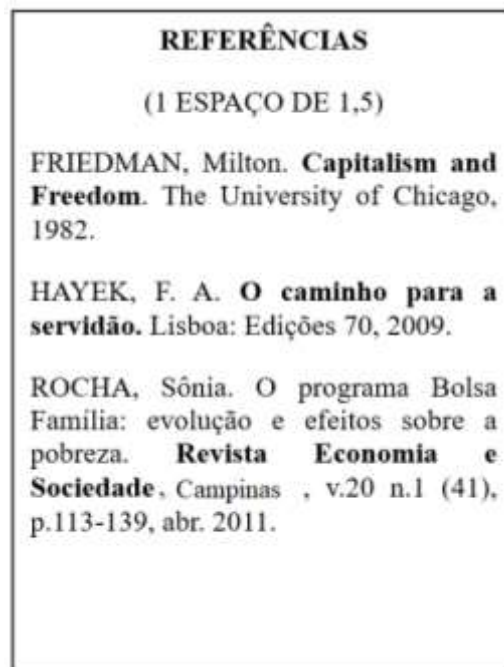 REFERÊNCIAS
(1 ESPAÇO DE 1,5)
FRIEDMAN, Milton. Capitalism and
Freedom. The University of Chicago,
1982.
HAYEK, F. A. O caminho para a
servidão. Lisboa: Edições 70, 2009.
ROCHA, Sônia. O programa Bolsa
Família: evolução e efeitos sobre a
pobreza. Revista Economia e
Sociedade, Campinas , v.20 n.1 (41),
p.113-139, abr. 2011.